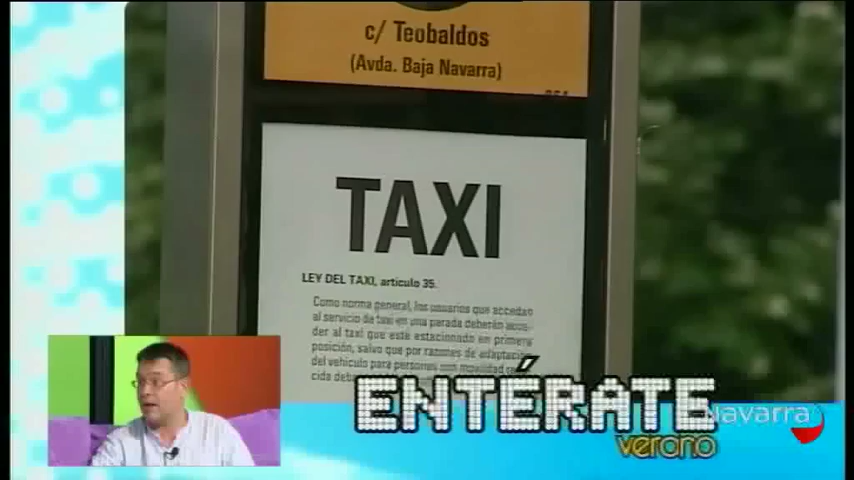 c/ Teobaldos
(Avda. Baja Navarra)
TAXI
LEY DEL TAXI, artículo 35.
Como norma general, los usuarios que accedan
al servicio de taxi en una parada deberán acce-
der al taxi que este estacionado en primera
posición, salvo que por razones de adaptación
del vehículo para personas con movilidad
cida
ENTÉRATE
verano
Navarra